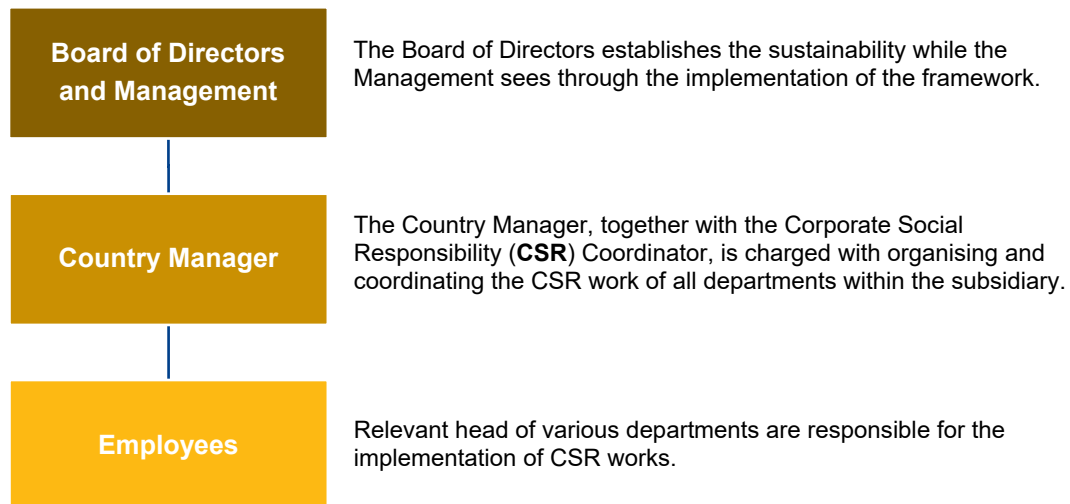 Board of Directors
and Management
The Board of Directors establishes the sustainability while the
Management sees through the implementation of the framework.
Country Manager
The Country Manager, together with the Corporate Social
Responsibility (CSR) Coordinator, is charged with organising and
coordinating the CSR work of all departments within the subsidiary.
Employees
Relevant head of various departments are responsible for the
implementation of CSR works.